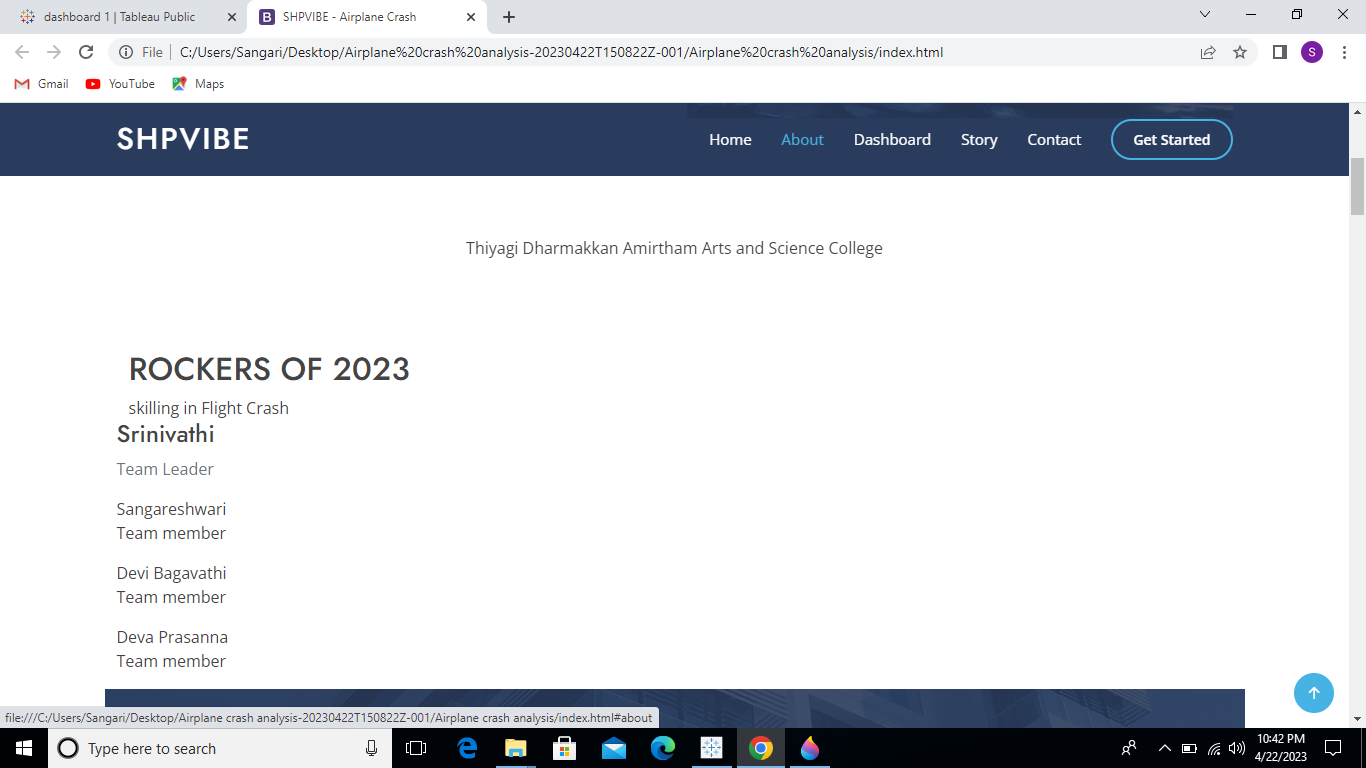 dashboard 1 | Tableau Public
SHPVIBE - Airplane Crash
File
C:/Users/Sangari/Desktop/Airplane%20crash%20analysis-20230422T150822Z-001/Airplane%20crash%20analysis/index.html
S
Gmail
YouTube
Maps
SHPVIBE
Home
About
Dashboard
Story
Contact
Get Started
Thiyagi Dharmakkan Amirtham Arts and Science College
ROCKERS OF 2023
skilling in Flight Crash
Srinivathi
Team Leader
Sangareshwari
Team member
Devi Bagavathi
Team member
Deva Prasanna
Team member
file:///C:/Users/Sangari/Desktop/Airplane crash analysis-20230422T150822Z-001/Airplane crash analysis/index.html#about
Type here to search
10:42 PM
4/22/2023